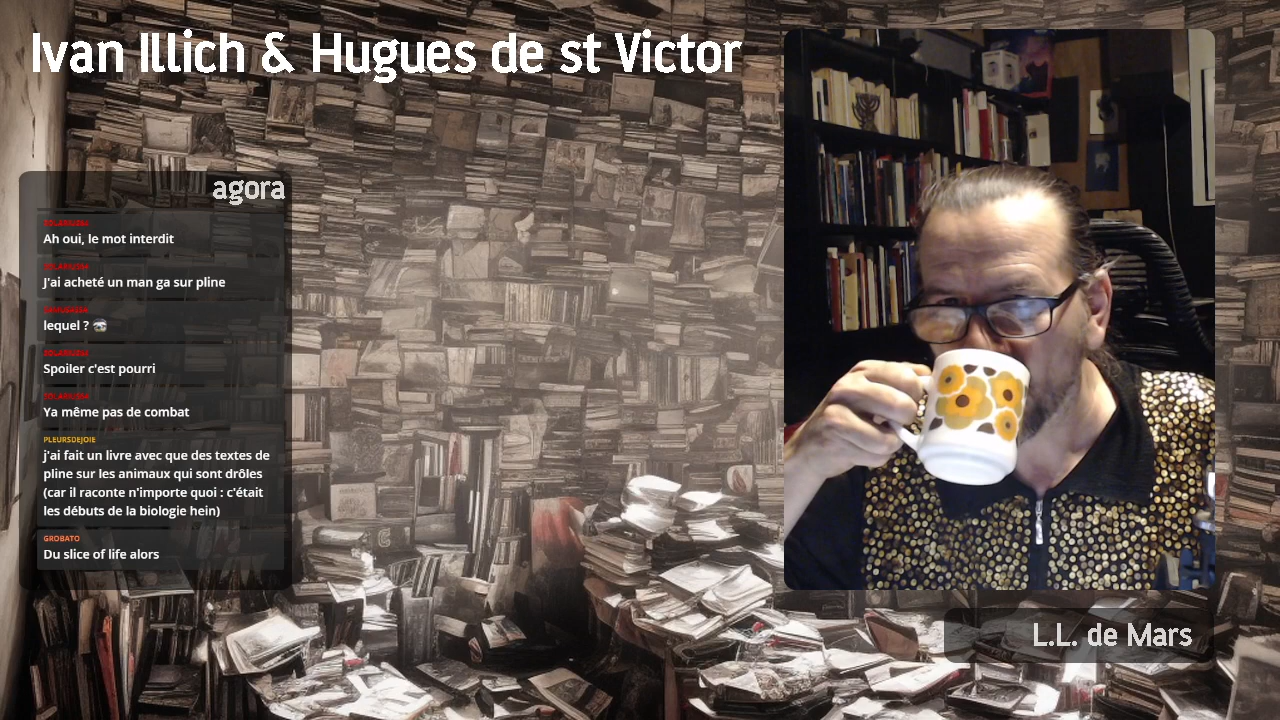 Ivan Illich & Hugues de st Victor
agora
Ah oui, le mot interdit
J'ai acheté un man ga sur pline
lequel ?
Spoiler c'est pourri
Ya même pas de combat
PLEURSDEJOIE
j'ai fait un livre avec que des textes de
pline sur les animaux qui sont drôles
(car il raconte n'importe quoi : c'était
les débuts de la biologie hein)
GROBATO
Du slice of life alors
L.L. de Mars